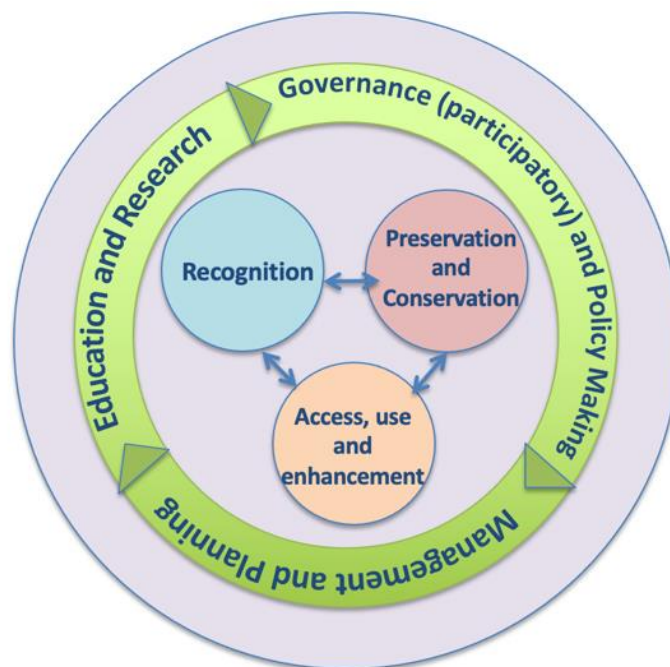 Governance (participatory) and Policy Making
Education and Research
Recognition
Preservation
and
Conservation
Access, use
and
enhancement
Management and Planning